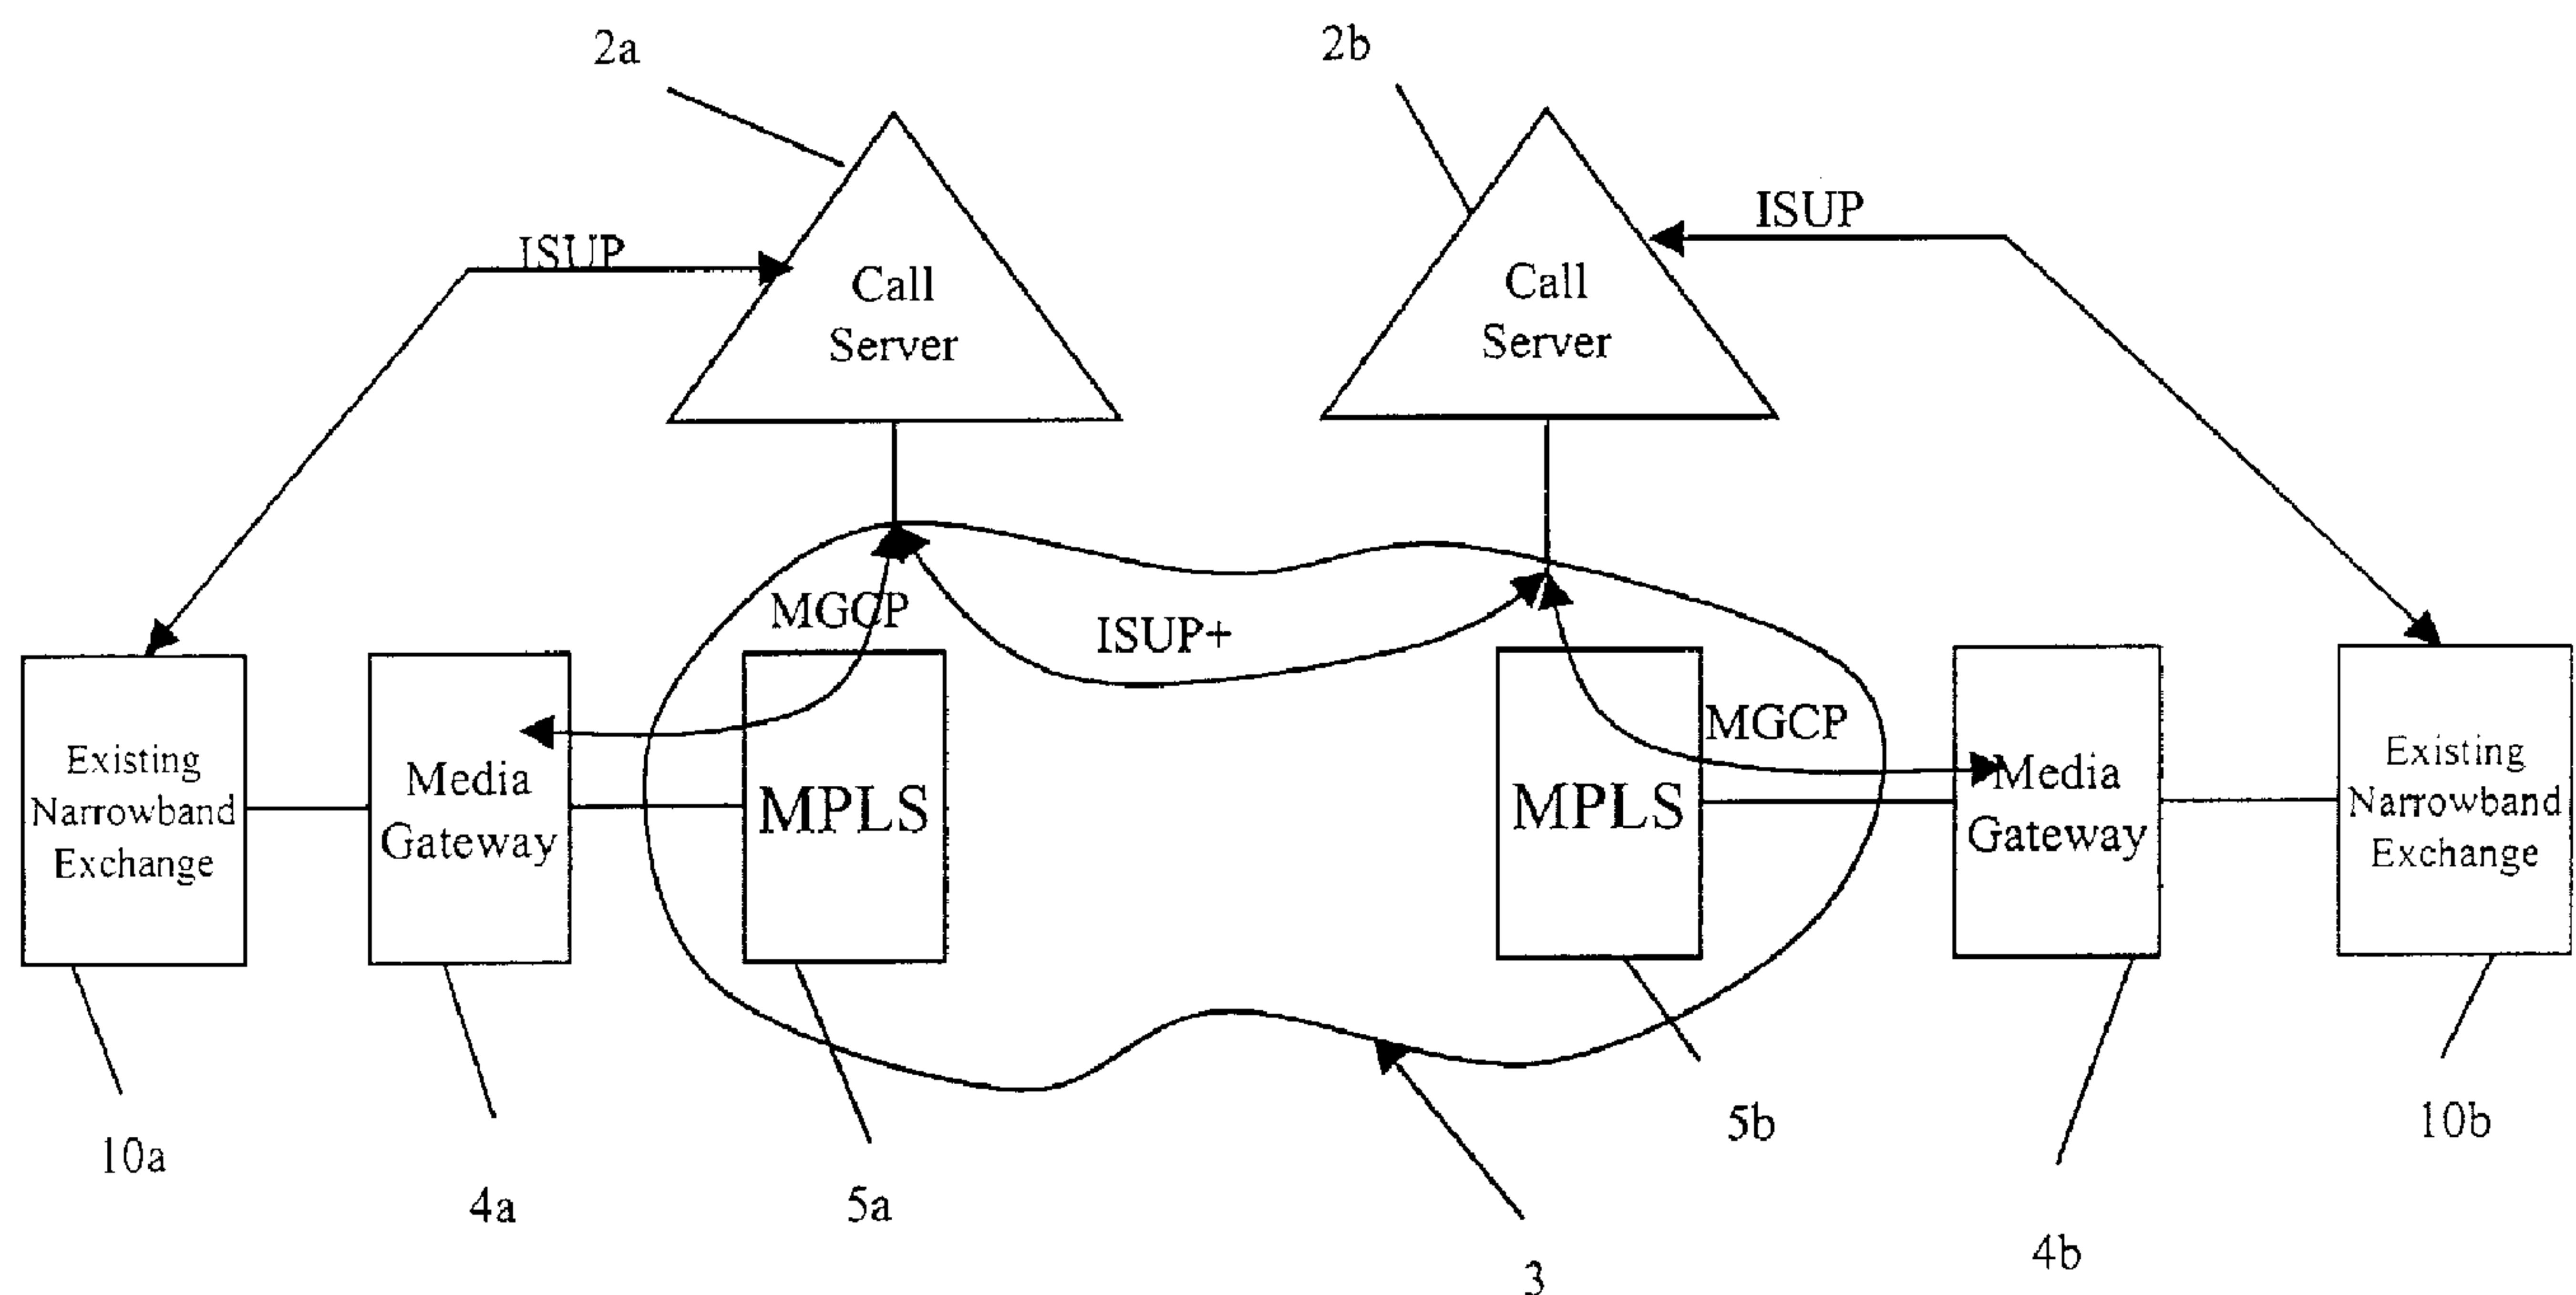 2a
2b
ISUP
ISUP
Call
Server
Call
Server
MGCP
ISUP+
MGCP
Existing
Narrowband
Exchange
Media
Gateway
MPLS
MPLS
Media
Gateway
Existing
Narrowband
Exchange
10a
4a
5a
3
5b
4b
10b